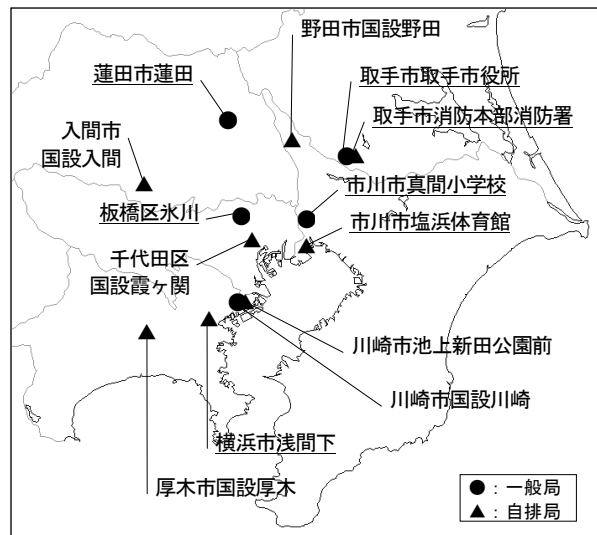 野田市国設野田
蓮田市蓮田
取手市取手市役所
取手市消防本部消防署
入間市
国設入間
市川市真間小学校
板橋区氷川
市川市塩浜体育館
千代田区
国設霞ヶ関
川崎市池上新田公園前
川崎市国設川崎
横浜市浅間下
厚木市国設厚木
●：一般局
▲：自排局